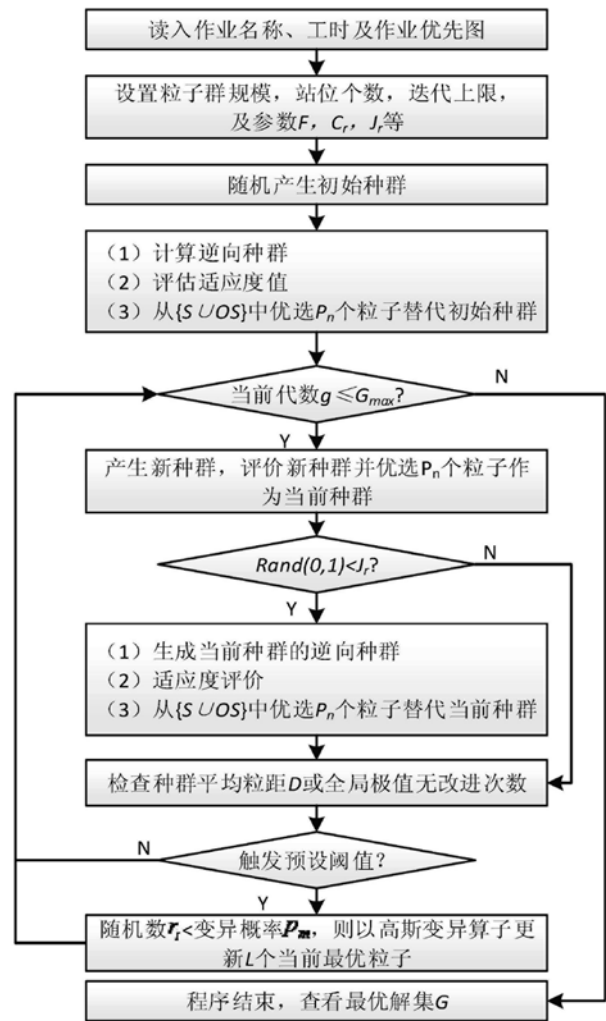 读入作业名称、工时及作业优先图
设置粒子群规模，站位个数，迭代上限，
及参数F，Cr，Jr等
随机产生初始种群
（1）计算逆向种群
（2）评估适应度值
（3）从{S∪OS}中优选Pn个粒子替代初始种群
当前代数g≤Gmax?
N
Y
产生新种群，评价新种群并优选Pn个粒子作
为当前种群
Rand(0,1)<Jr?
N
Y
（1）生成当前种群的逆向种群
（2）适应度评价
（3）从{S∪OS}中优选Pn个粒子替代当前种群
检查种群平均粒距D或全局极值无改进次数
N
触发预设阈值？
Y
随机数rl<变异概率pm，则以高斯变异算子更
新L个当前最优粒子
程序结束，查看最优解集G